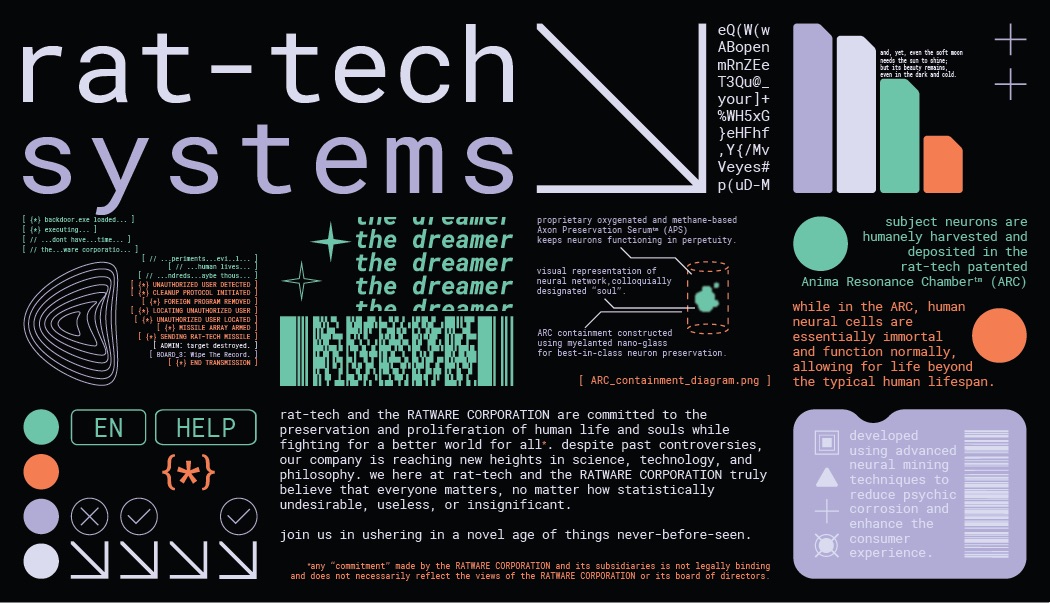 rat-tech
systems
eQ(W(w
ABopen
mRnZEe
T3Qu@_
your]+
%WH5xG
}eHFhf
,Y{/Mv
Veyes#
p(uD-M
and, yet, even the soft moon
needs the sun to shine;
but its beauty remains,
even in the dark and cold.
[ {*} backdoor.exe loaded... ]
[ {*} executing... ]
[ // ...dont have...time... ]
[ // the...ware corporatio... ]
[ // ...periments...evi..l... ]
[ // ...human lives... ]
[ // ...ndreds...aybe thous... ]
[ {*} UNAUTHORIZED USER DETECTED ]
[ {*} CLEANUP PROTOCOL INITIATED ]
[ {*} FOREIGN PROGRAM REMOVED ]
[ {*} LOCATING UNAUTHORIZED USER ]
[ {*} UNAUTHORIZED USER LOCATED ]
[ {*} MISSILE ARRAY ARMED ]
[ {*} SENDING RAT-TECH MISSILE ]
[ ADMIN: target destroyed. ]
[ BOARD_8: Wipe The Record. ]
[ {*} END TRANSMISSION ]
the dreamer
the dreamer
the dreamer
the dreamer
the dreamer
proprietary oxygenated and methane-based
Axon Preservation Serum™ (APS)
keeps neurons functioning in perpetuity.
visual representation of
neural network,colloquially
designated “soul”.
ARC containment constructed
using myelanted nano-glass
for best-in-class neuron preservation.
[ ARC_containment_diagram.png ]
subject neurons are
humanely harvested and
deposited in the
rat-tech patented
Anima Resonance Chamber™ (ARC)
while in the ARC, human
neural cells are
essentially immortal
and function normally,
allowing for life beyond
the typical human lifespan.
EN
HELP
{*}
rat-tech and the RATWARE CORPORATION are committed to the
preservation and proliferation of human life and souls while
fighting for a better world for all*. despite past controversies,
our company is reaching new heights in science, technology, and
philosophy. we here at rat-tech and the RATWARE CORPORATION truly
believe that everyone matters, no matter how statistically
undesirable, useless, or insignificant.
join us in ushering in a novel age of things never-before-seen.
*any “commitment” made by the RATWARE CORPORATION and its subsidiaries is not legally binding
and does not necessarily reflect the views of the RATWARE CORPORATION or its board of directors.
developed
using advanced
neural mining
techniques to
reduce psychic
corrosion and
enhance the
consumer
experience.